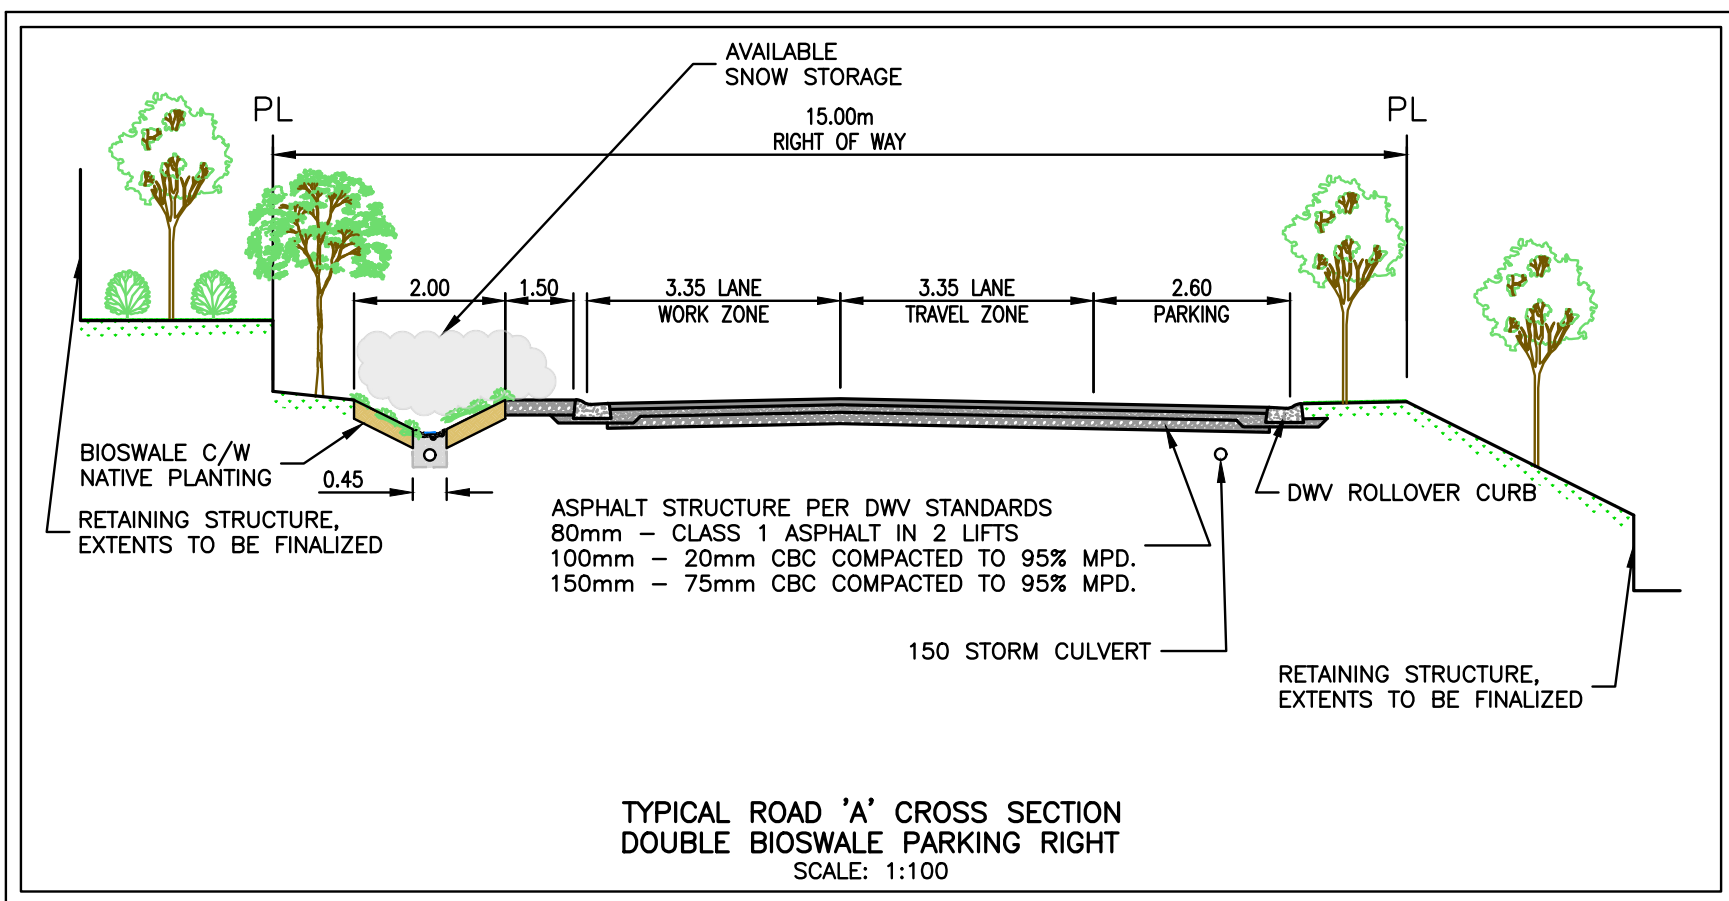 AVAILABLE
SNOW STORAGE
PL
PL
15.00m
RIGHT OF WAY
2.00
1.50
3.35 LANE
WORK ZONE
3.35 LANE
TRAVEL ZONE
2.60
PARKING
BIOSWALE C/W
NATIVE PLANTING
0.45
RETAINING STRUCTURE,
EXTENTS TO BE FINALIZED
ASPHALT STRUCTURE PER DWV STANDARDS
80mm – CLASS 1 ASPHALT IN 2 LIFTS
100mm – 20mm CBC COMPACTED TO 95% MPD.
150mm – 75mm CBC COMPACTED TO 95% MPD.
DWV ROLLOVER CURB
150 STORM CULVERT
RETAINING STRUCTURE,
EXTENTS TO BE FINALIZED
TYPICAL ROAD 'A' CROSS SECTION
DOUBLE BIOSWALE PARKING RIGHT
SCALE: 1:100